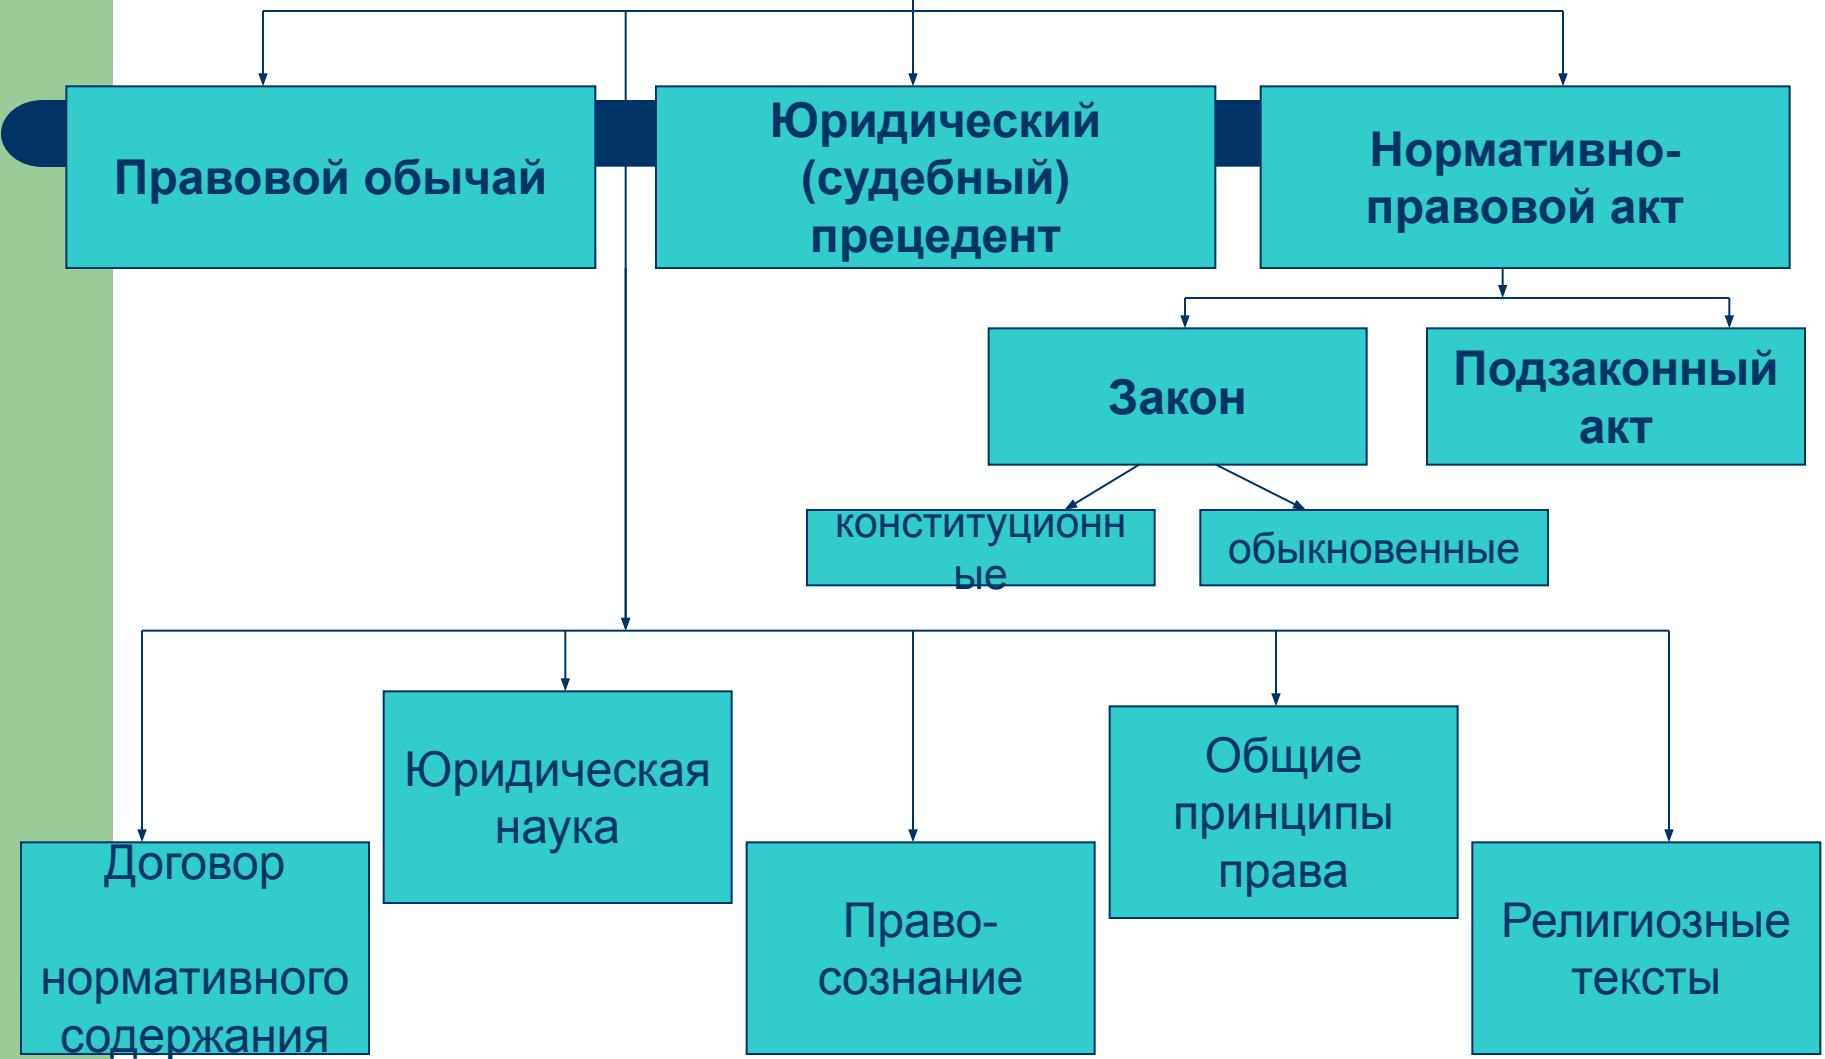 Правовой обычай
Юридический
(судебный)
прецедент
Нормативно-
правовой акт
Закон
Подзаконный
акт
конституционн
ые
обыкновенные
Договор
нормативного
содержания
Юридическая
наука
Право-
сознание
Общие
принципы
права
Религиозные
тексты